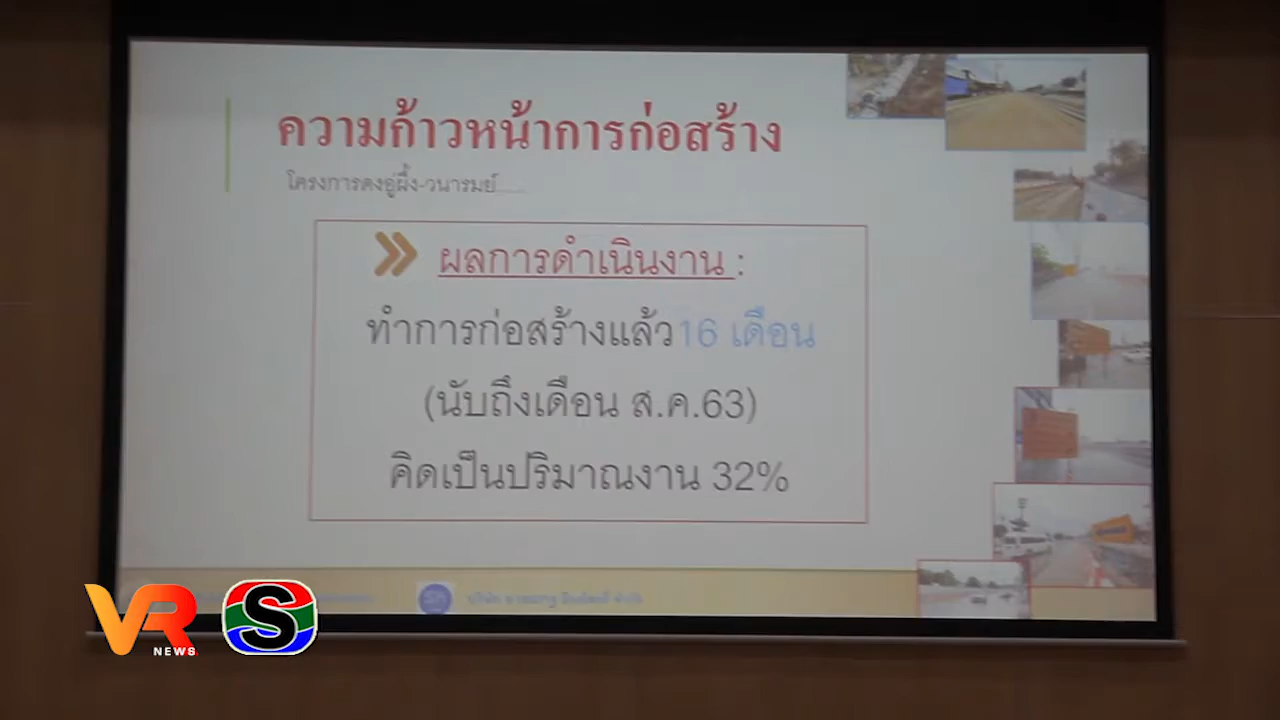 ความก้าวหน้าการก่อสร้าง
โครงการดงอู่ผึ้ง-วนารมย์......
ผลการดำเนินงาน :
ทำการก่อสร้างแล้ว 16 เดือน
(นับถึงเดือน ส.ค.63)
คิดเป็นปริมาณงาน 32%
VR
NEWS
S